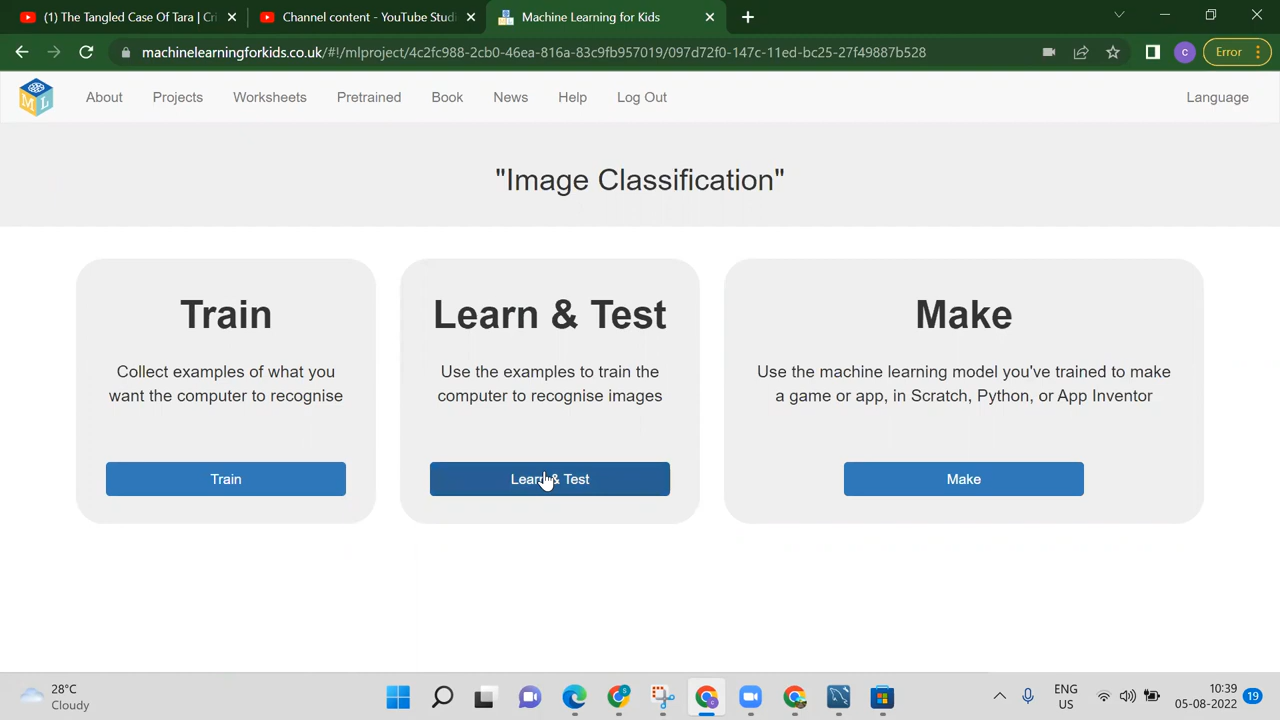 (1) The Tangled Case Of Tara | Cri
Channel content - YouTube Studi
Machine Learning for Kids
machinelearningforkids.co.uk/#!/mlproject/4c2fc988-2cb0-46ea-816a-83c9fb957019/097d72f0-147c-11ed-bc25-27f49887b528
c
Error
ML
About
Projects
Worksheets
Pretrained
Book
News
Help
Log Out
Language
"Image Classification"
Train
Collect examples of what you
want the computer to recognise
Train
Learn & Test
Use the examples to train the
computer to recognise images
Learn & Test
Make
Use the machine learning model you've trained to make
a game or app, in Scratch, Python, or App Inventor
Make
28°C
Cloudy
ENG
US
10:39
05-08-2022
19